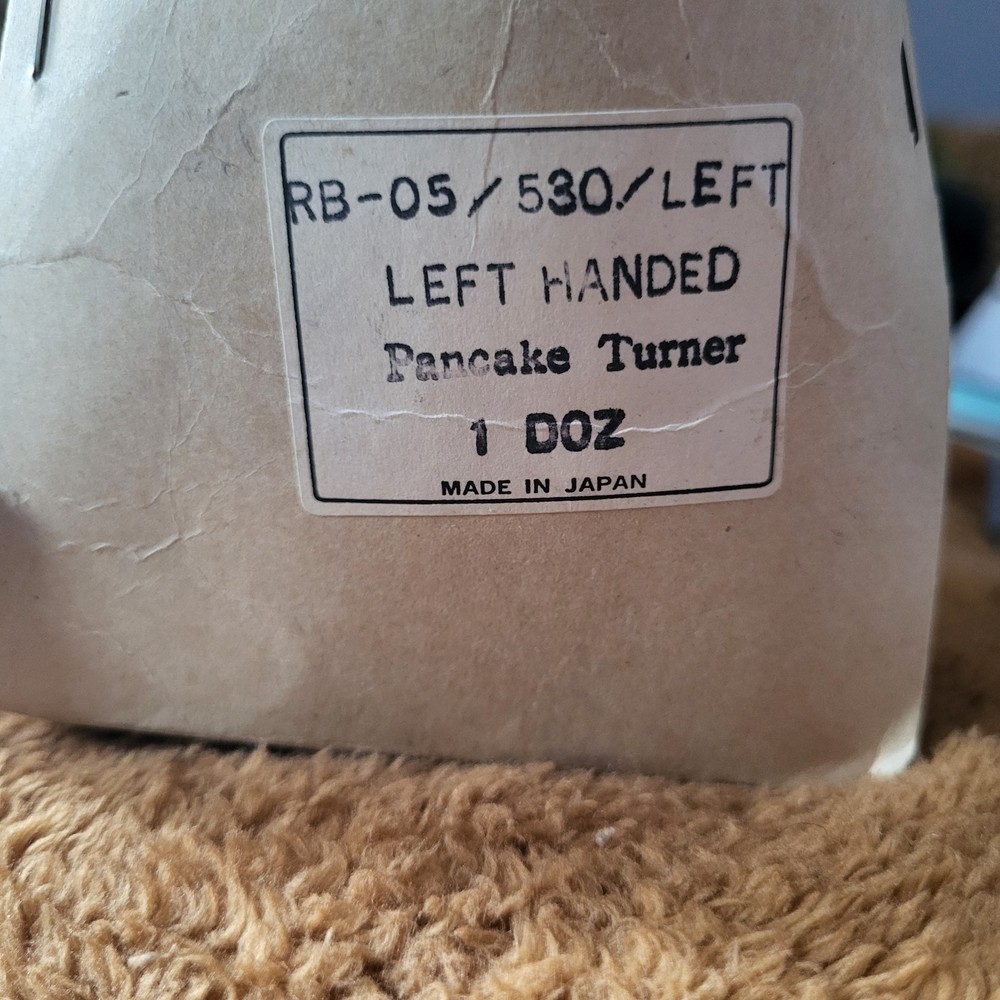 RB-05/530/LEFT
LEFT HANDED
Pancake Turner
1 DOZ
MADE IN JAPAN